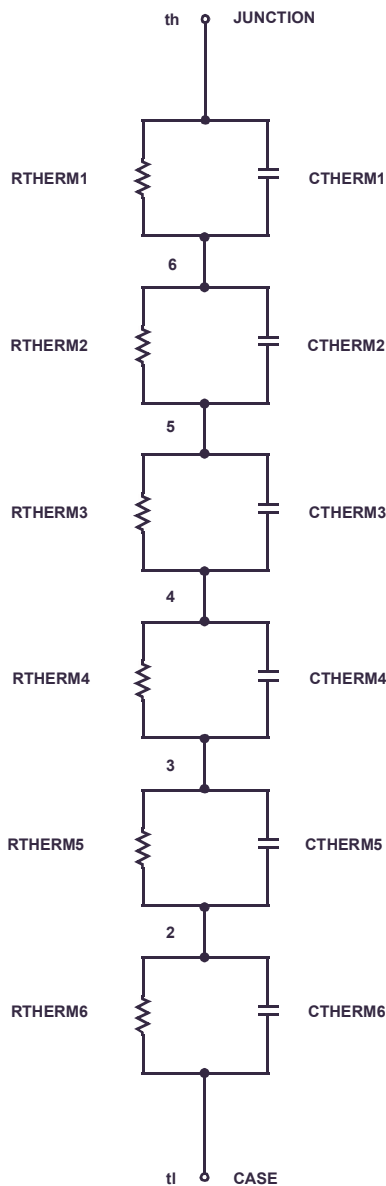 th JUNCTION
RTHERM1 CTHERM1
6
RTHERM2 CTHERM2
5
RTHERM3 CTHERM3
4
RTHERM4 CTHERM4
3
RTHERM5 CTHERM5
2
RTHERM6 CTHERM6
tl CASE